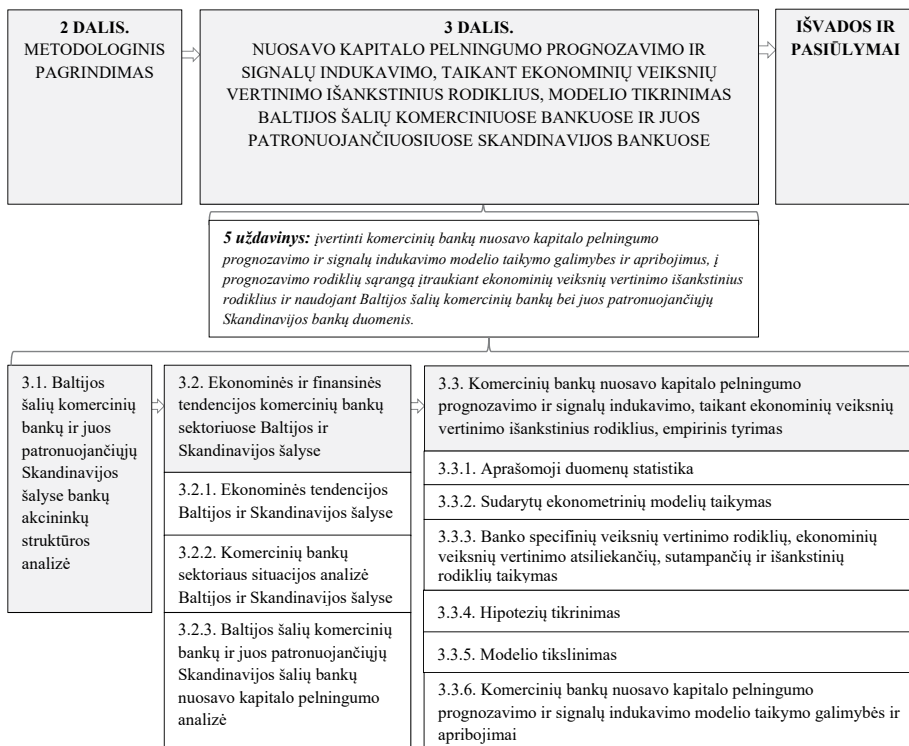 2 DALIS.
METODOLOGINIS
PAGRINDIMAS
3 DALIS.
NUOSAVO KAPITALO PELNINGUMO PROGNOZAVIMO IR
SIGNALŲ INDUKAVIMO, TAIKANT EKONOMINIŲ VEIKSNIŲ
VERTINIMO IŠANKSTINIUS RODIKLIUS, MODELIO TIKRINIMAS
BALTIJOS ŠALIŲ KOMERCINIUOSE BANKUOSE IR JUOS
PATRONUOJANČIUOSIUOSE SKANDINAVIJOS BANKUOSE
IŠVADOS IR
PASIŪLYMAI
5 uždavinys: įvertinti komercinių bankų nuosavo kapitalo pelningumo
prognozavimo ir signalų indukavimo modelio taikymo galimybes ir apribojimus, į
prognozavimo rodiklių sąrangą įtraukiant ekonominių veiksnių vertinimo išankstinius
rodiklius ir naudojant Baltijos šalių komercinių bankų bei juos patronuojančiųjų
Skandinavijos bankų duomenis.
3.1. Baltijos
šalių komercinių
bankų ir juos
patronuojančiųjų
Skandinavijos
šalyse bankų
akcininkų
struktūros
analizė
3.2. Ekonominės ir finansinės
tendencijos komercinių bankų
sektoriuose Baltijos ir
Skandinavijos šalyse
3.2.1. Ekonominės tendencijos
Baltijos ir Skandinavijos šalyse
3.2.2. Komercinių bankų
sektoriaus situacijos analizė
Baltijos ir Skandinavijos šalyse
3.2.3. Baltijos šalių komercinių
bankų ir juos patronuojančiųjų
Skandinavijos šalių bankų
nuosavo kapitalo pelningumo
analizė
3.3. Komercinių bankų nuosavo kapitalo pelningumo
prognozavimo ir signalų indukavimo, taikant ekonominių veiksnių
vertinimo išankstinius rodiklius, empirinis tyrimas
3.3.1. Aprašomoji duomenų statistika
3.3.2. Sudarytų ekonometrinių modelių taikymas
3.3.3. Banko specifinių veiksnių vertinimo rodiklių, ekonominių
veiksnių vertinimo atsiliekančių, sutampančių ir išankstinių
rodiklių taikymas
3.3.4. Hipotezių tikrinimas
3.3.5. Modelio tikslinimas
3.3.6. Komercinių bankų nuosavo kapitalo pelningumo
prognozavimo ir signalų indukavimo modelio taikymo galimybės ir
apribojimai